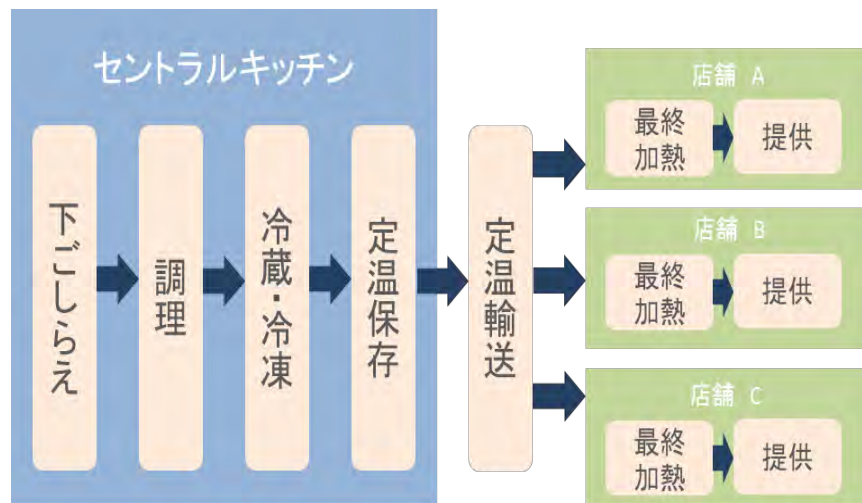 セントラルキッチン
下ごしらえ
調理
冷蔵・冷凍
定温保存
定温輸送
店舗 A
最終
加熱
提供
店舗 B
最終
加熱
提供
店舗 C
最終
加熱
提供